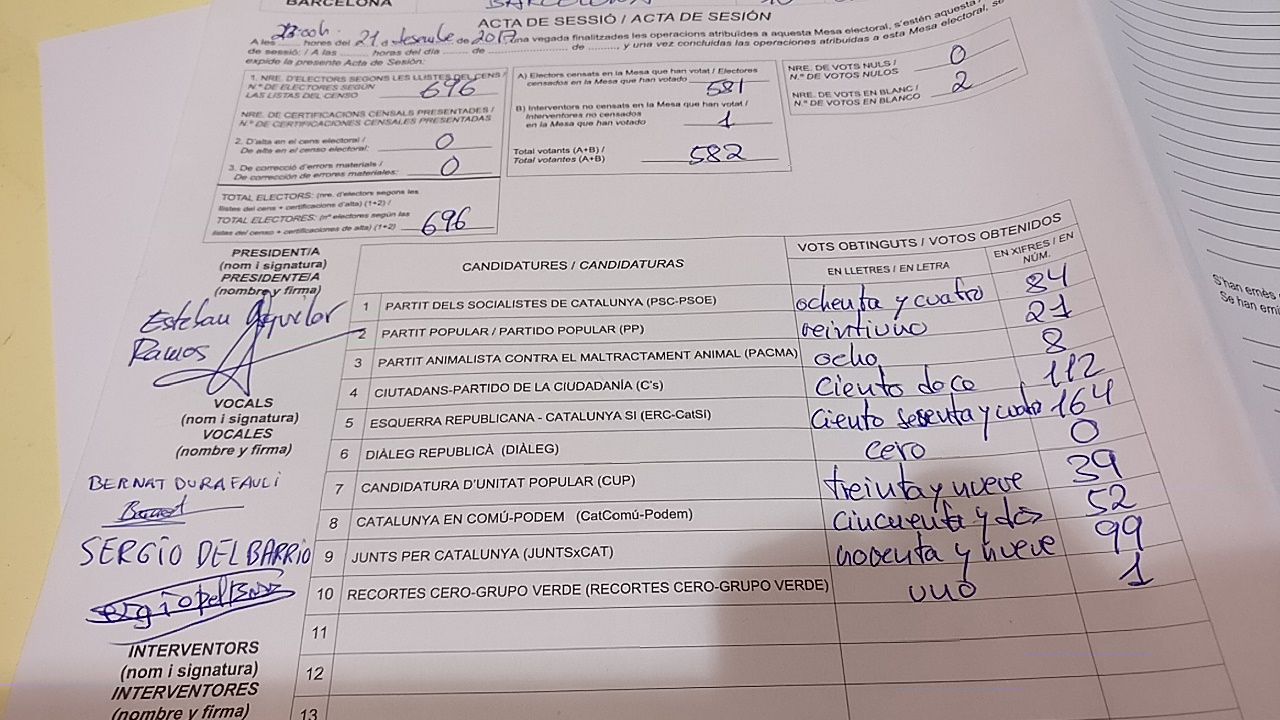 BARCELONA
ACTA DE SESSIÓ / ACTA DE SESIÓN
A les 23:00h. hores del 21 d desembre de 2017, una vegada finalitzades les operacions atribuïdes a aquesta Mesa electoral, s'estén aquesta
de sessió: / A las ........ horas del día ........ de ........................ de ........, y una vez concluidas las operaciones atribuidas a esta Mesa electoral, se
expide la presente Acta de Sesión:
1. NRE. D'ELECTORS SEGONS LES LLISTES DEL CENS /
N.º DE ELECTORES SEGÚN
LAS LISTAS DEL CENSO
696
NRE. DE CERTIFICACIONS CENSALS PRESENTADES /
N.º DE CERTIFICACIONES CENSALES PRESENTADAS
2. D'alta en el cens electoral /
De alta en el censo electoral:
0
3. De correcció d'errors materials /
De corrección de errores materiales:
0
TOTAL ELECTORS: (nre. d'electors segons les
llistes del cens + certificacions d'alta) (1+2) /
TOTAL ELECTORES: (nº electores según las
listas del censo + certificaciones de alta) (1+2)
696
A) Electors censats en la Mesa que han votat / Electores
censados en la Mesa que han votado
581
B) Interventors no censats en la Mesa que han votat /
Interventores no censados
en la Mesa que han votado
1
Total votants (A+B) /
Total votantes (A+B)
582
NRE. DE VOTS NULS /
N.º DE VOTOS NULOS
0
NRE. DE VOTS EN BLANC /
N.º DE VOTOS EN BLANCO
2
PRESIDENT/A
(nom i signatura)
PRESIDENTE/A
(nombre y firma)
Esteban Aguilar
Ramos
VOCALS
(nom i signatura)
VOCALES
(nombre y firma)
BERNAT DURA FAULI
SERGIO DEL BARRIO
INTERVENTORS
(nom i signatura)
INTERVENTORES
(nombre y firma)
CANDIDATURES / CANDIDATURAS
VOTS OBTINGUTS / VOTOS OBTENIDOS
EN LLETRES / EN LETRA
EN XIFRES / EN
NÚM.
1 PARTIT DELS SOCIALISTES DE CATALUNYA (PSC-PSOE) ochenta y cuatro 84
2 PARTIT POPULAR / PARTIDO POPULAR (PP) veintiuno 21
3 PARTIT ANIMALISTA CONTRA EL MALTRACTAMENT ANIMAL (PACMA) ocho 8
4 CIUTADANS-PARTIDO DE LA CIUDADANÍA (C's) Ciento doce 112
5 ESQUERRA REPUBLICANA - CATALUNYA SI (ERC-CatSI) Ciento sesenta y cuatro 164
6 DIÀLEG REPUBLICÀ (DIÀLEG) cero 0
7 CANDIDATURA D'UNITAT POPULAR (CUP) treinta y nueve 39
8 CATALUNYA EN COMÚ-PODEM (CatComú-Podem) cincuenta y dos 52
9 JUNTS PER CATALUNYA (JUNTSxCAT) noventa y nueve 99
10 RECORTES CERO-GRUPO VERDE (RECORTES CERO-GRUPO VERDE) uno 1
11
12
13
S'han emès
Se han emi